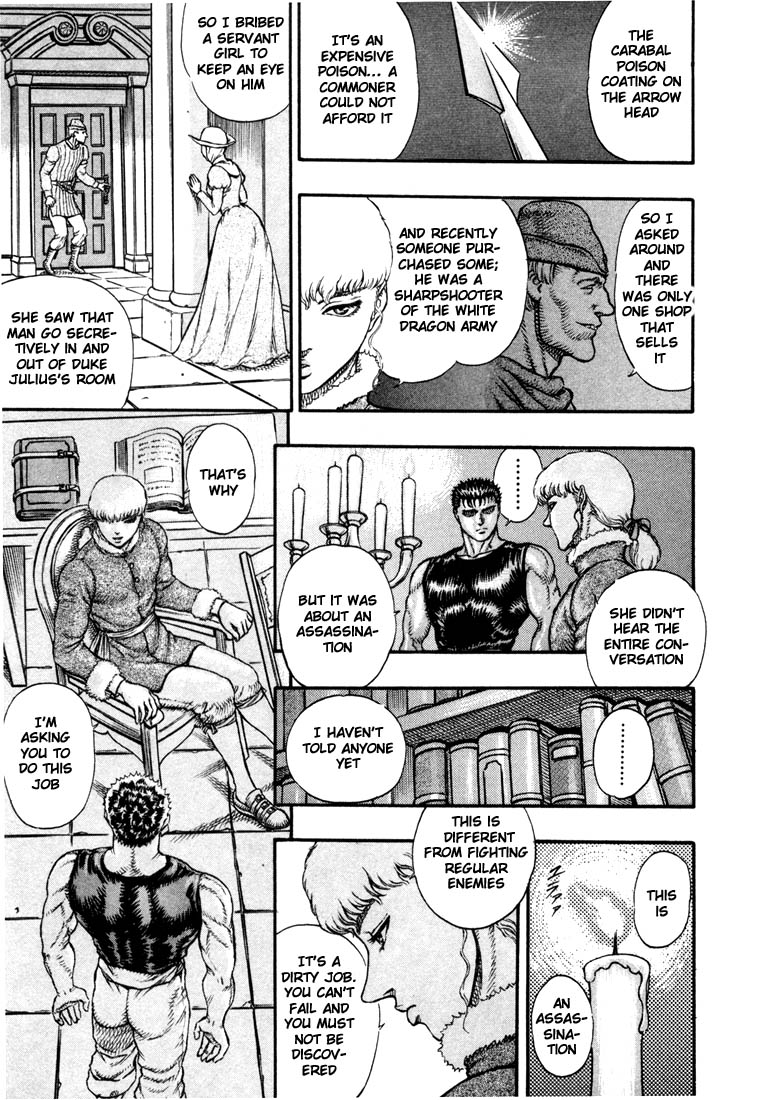 THE
CARABAL
POISON
COATING ON
THE ARROW
HEAD
IT'S AN
EXPENSIVE
POISON... A
COMMONER
COULD NOT
AFFORD IT
SO I
ASKED
AROUND
AND
THERE
WAS ONLY
ONE SHOP
THAT
SELLS
IT
AND RECENTLY
SOMEONE PUR-
CHASED SOME;
HE WAS A
SHARPSHOOTER
OF THE WHITE
DRAGON ARMY
SO I BRIBED
A SERVANT
GIRL TO
KEEP AN EYE
ON HIM
SHE SAW THAT
MAN GO SECRE-
TIVELY IN AND
OUT OF DUKE
JULIUS'S ROOM
SHE DIDN'T
HEAR THE
ENTIRE CON-
VERSATION
......
BUT IT WAS
ABOUT AN
ASSASSINA-
TION
........
I HAVEN'T
TOLD ANYONE
YET
THAT'S
WHY
I'M
ASKING
YOU TO
DO THIS
JOB
THIS
IS
AN
ASSAS-
SINATION
THIS IS
DIFFERENT
FROM FIGHTING
REGULAR
ENEMIES
IT'S A
DIRTY JOB.
YOU CAN'T
FAIL AND
YOU MUST
NOT BE
DISCOV-
ERED